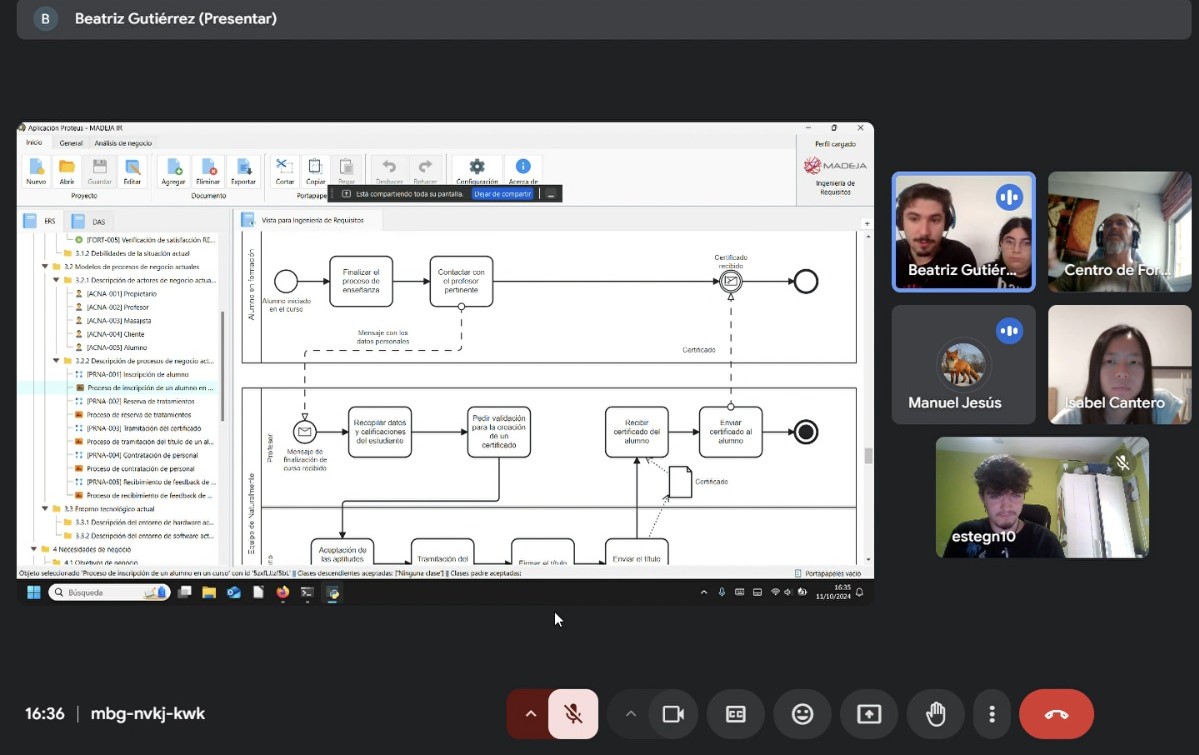 B Beatriz Gutiérrez (Presentar)
Aplicación Proteus - MADEJA IR
Inicio General Análisis de negocio
Nuevo Abrir Guardar Editar Agregar Eliminar Exportar Cortar Copiar Pegar Deshacer Rehacer Configuración Acerca de
Proyecto Documento Portapape
Está compartiendo toda su pantalla. Dejar de compartir
Perfil cargado
MADEJA
Ingeniería de
Requisitos
ERS DAS
Vista para Ingeniería de Requisitos
[FORT-005] Verificación de satisfacción RE...
3.1.2 Debilidades de la situación actual
3.2 Modelos de procesos de negocio actuales
3.2.1 Descripción de actores de negocio actua...
[ACNA-001] Propietario
[ACNA-002] Profesor
[ACNA-003] Masajista
[ACNA-004] Cliente
[ACNA-005] Alumno
3.2.2 Descripción de procesos de negocio act...
[PRNA-001] Inscripción de alumno
Proceso de inscripción de un alumno en ...
[PRNA-002] Reserva de tratamientos
Proceso de reserva de tratamientos
[PRNA-003] Tramitación del certificado
Proceso de tramitación del título de un al...
[PRNA-004] Contratación de personal
Proceso de contratación de personal
[PRNA-005] Recibimiento de feedback de ...
Proceso de recibimiento de feedback de ...
3.3 Entorno tecnológico actual
3.3.1 Descripción del entorno de hardware ac...
3.3.2 Descripción del entorno de software act...
4 Necesidades de negocio
4.1 Objetivos de negocio
Alumno en formación
Alumno iniciado
en el curso
Finalizar el
proceso de
enseñanza
Contactar con
el profesor
pertinente
Certificado
recibido
Mensaje con los
datos personales
Certificado
Equipo de Naturalmente
Profesor
Mensaje de
finalización de
curso recibido
Recopilar datos
y calificaciones
del estudiante
Pedir validación
para la creación
de un
certificado
Recibir
certificado del
alumno
Enviar
certificado al
alumno
Certificado
Aceptación de
las aptitudes
Tramitación del
Firmar el título
Enviar el título
Objeto seleccionado 'Proceso de inscripción de un alumno en un curso' con id
Clases descendientes aceptadas: ['Ninguna clase'] || Clases padre aceptadas:
Portapapeles vacío
Búsqueda
16:35
11/10/2024
Beatriz Gutiér...
Centro de For...
Manuel Jesús
Isabel Cantero
estegn10
16:36 | mbg-nvkj-kwk